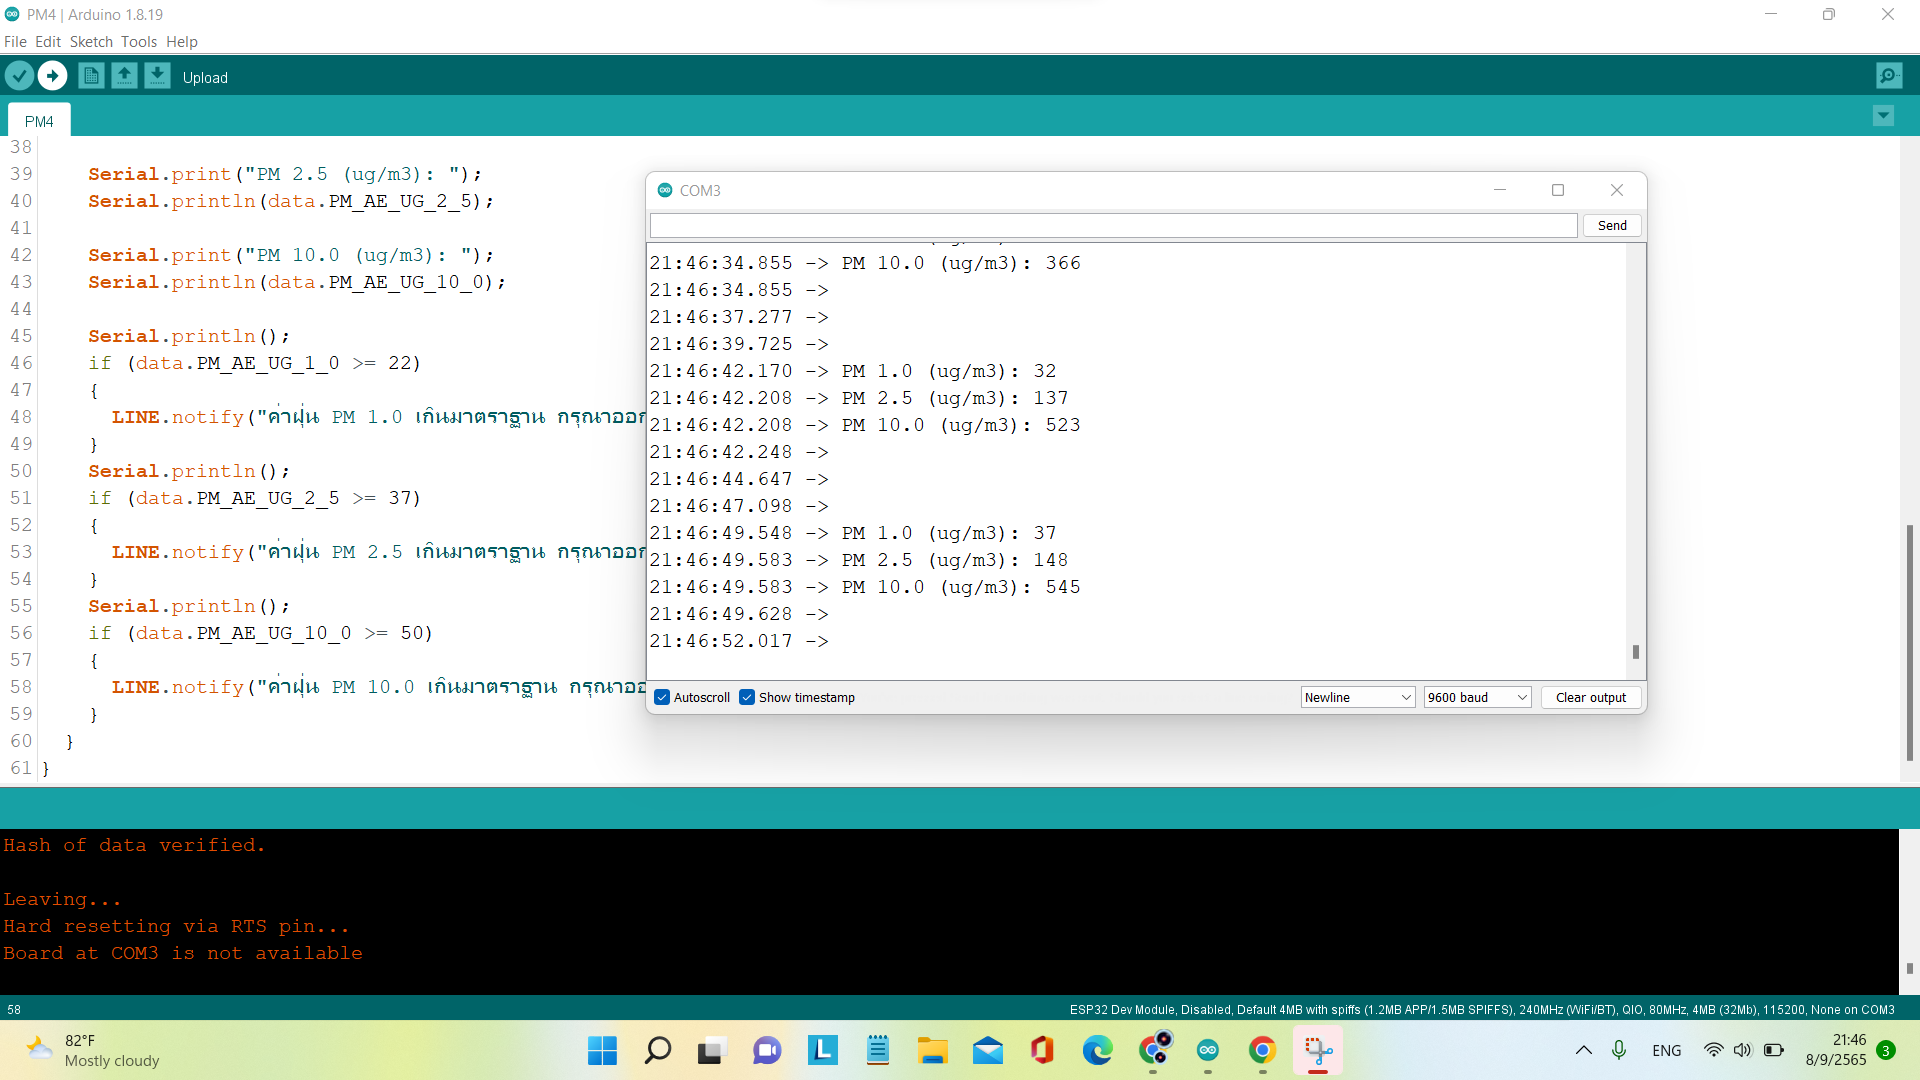 PM4 | Arduino 1.8.19
File Edit Sketch Tools Help
Upload
PM4
38
39 Serial.print("PM 2.5 (ug/m3): ");
40 Serial.println(data.PM_AE_UG_2_5);
41
42 Serial.print("PM 10.0 (ug/m3): ");
43 Serial.println(data.PM_AE_UG_10_0);
44
45 Serial.println();
46 if (data.PM_AE_UG_1_0 >= 22)
47 {
48 LINE.notify("ค่าฝุ่น PM 1.0 เกินมาตราฐาน กรุณาออก
49 }
50 Serial.println();
51 if (data.PM_AE_UG_2_5 >= 37)
52 {
53 LINE.notify("ค่าฝุ่น PM 2.5 เกินมาตราฐาน กรุณาออก
54 }
55 Serial.println();
56 if (data.PM_AE_UG_10_0 >= 50)
57 {
58 LINE.notify("ค่าฝุ่น PM 10.0 เกินมาตราฐาน กรุณาออ
59 }
60 }
61 }
COM3
Send
21:46:34.855 -> PM 10.0 (ug/m3): 366
21:46:34.855 ->
21:46:37.277 ->
21:46:39.725 ->
21:46:42.170 -> PM 1.0 (ug/m3): 32
21:46:42.208 -> PM 2.5 (ug/m3): 137
21:46:42.208 -> PM 10.0 (ug/m3): 523
21:46:42.248 ->
21:46:44.647 ->
21:46:47.098 ->
21:46:49.548 -> PM 1.0 (ug/m3): 37
21:46:49.583 -> PM 2.5 (ug/m3): 148
21:46:49.583 -> PM 10.0 (ug/m3): 545
21:46:49.628 ->
21:46:52.017 ->
Autoscroll Show timestamp Newline 9600 baud Clear output
Hash of data verified.
Leaving...
Hard resetting via RTS pin...
Board at COM3 is not available
58 ESP32 Dev Module, Disabled, Default 4MB with spiffs (1.2MB APP/1.5MB SPIFFS), 240MHz (WiFi/BT), QIO, 80MHz, 4MB (32Mb), 115200, None on COM3
82°F
Mostly cloudy
L
ENG
21:46
8/9/2565
3